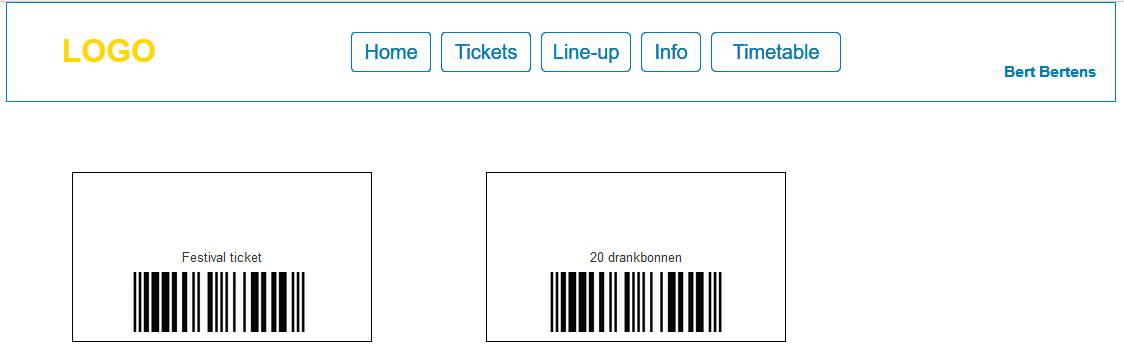 LOGO
Home Tickets Line-up Info Timetable
Bert Bertens
Festival ticket
20 drankbonnen